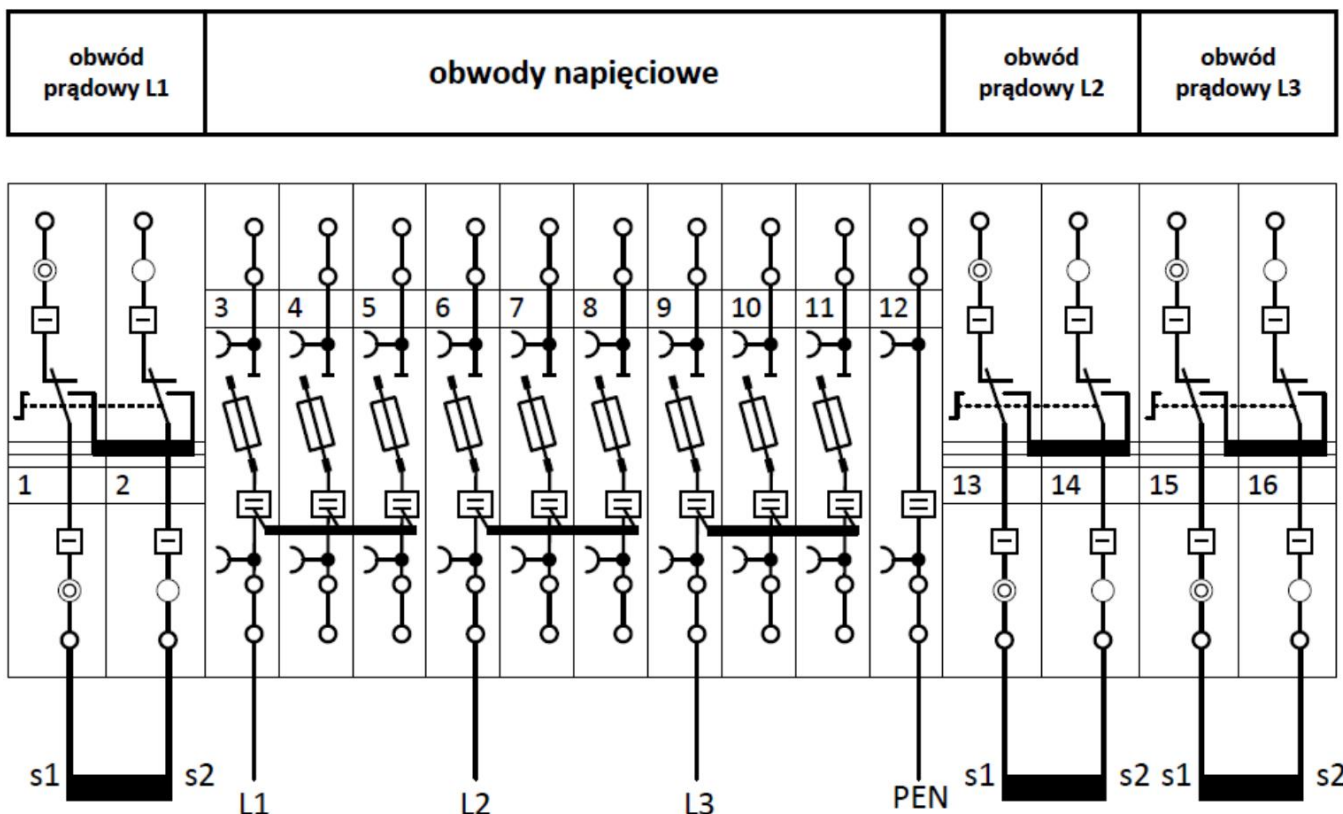 obwód
prądowy L1
obwody napięciowe
obwód
prądowy L2
obwód
prądowy L3
3 4 5 6 7 8 9 10 11 12
1 2 13 14 15 16
s1 s2 L1 L2 L3 PEN s1 s2 s1 s2